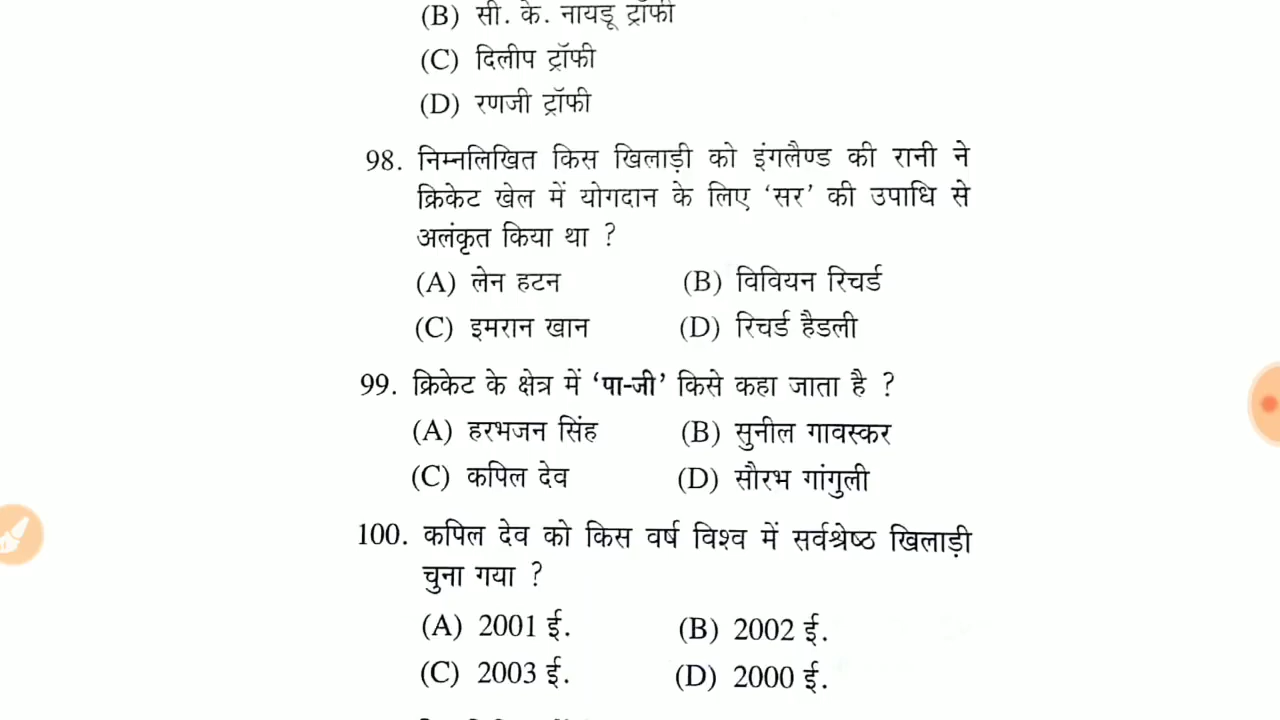 (B) सी. के. नायडू ट्रॉफी
(C) दिलीप ट्रॉफी
(D) रणजी ट्रॉफी
98. निम्नलिखित किस खिलाड़ी को इंगलैण्ड की रानी ने
क्रिकेट खेल में योगदान के लिए ‘सर’ की उपाधि से
अलंकृत किया था ?
(A) लेन हटन (B) विवियन रिचर्ड
(C) इमरान खान (D) रिचर्ड हैडली
99. क्रिकेट के क्षेत्र में ‘पा-जी’ किसे कहा जाता है ?
(A) हरभजन सिंह (B) सुनील गावस्कर
(C) कपिल देव (D) सौरभ गांगुली
100. कपिल देव को किस वर्ष विश्व में सर्वश्रेष्ठ खिलाड़ी
चुना गया ?
(A) 2001 ई. (B) 2002 ई.
(C) 2003 ई. (D) 2000 ई.